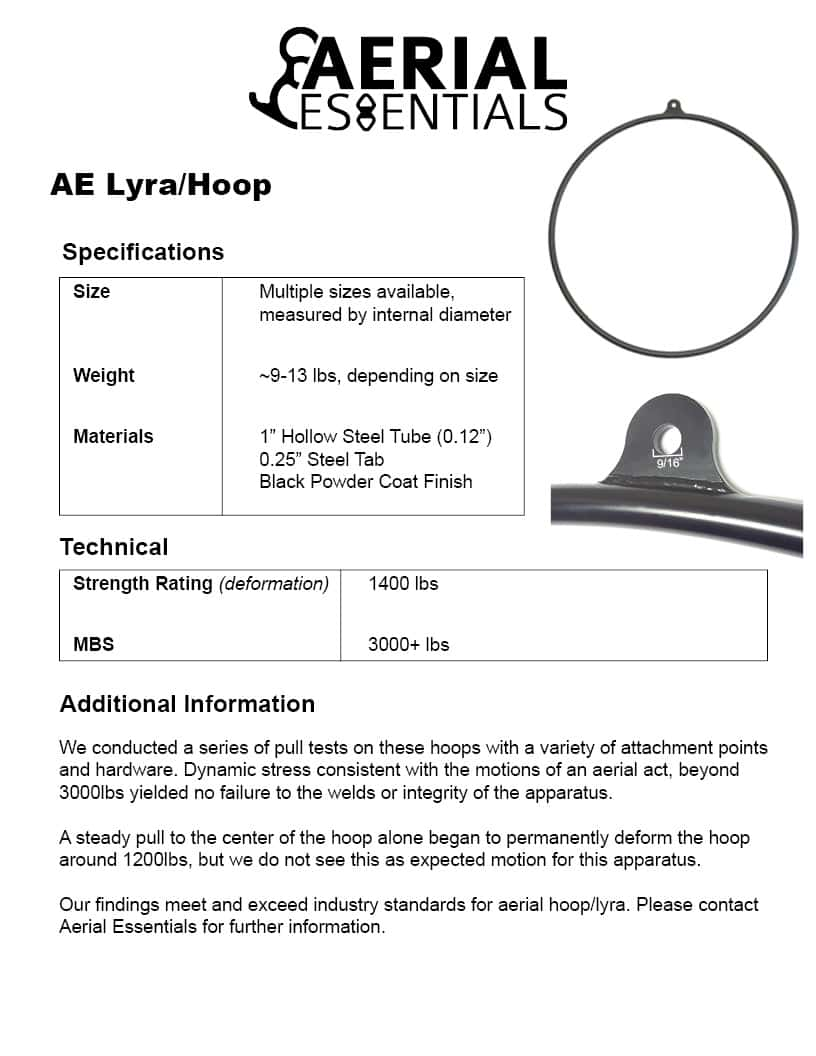 AERIAL
ESSENTIALS
AE Lyra/Hoop
Specifications
Size Multiple sizes available,
measured by internal diameter
Weight ~9-13 lbs, depending on size
Materials 1” Hollow Steel Tube (0.12”)
0.25” Steel Tab
Black Powder Coat Finish
9/16"
Technical
Strength Rating (deformation) 1400 lbs
MBS 3000+ lbs
Additional Information
We conducted a series of pull tests on these hoops with a variety of attachment points
and hardware. Dynamic stress consistent with the motions of an aerial act, beyond
3000lbs yielded no failure to the welds or integrity of the apparatus.
A steady pull to the center of the hoop alone began to permanently deform the hoop
around 1200lbs, but we do not see this as expected motion for this apparatus.
Our findings meet and exceed industry standards for aerial hoop/lyra. Please contact
Aerial Essentials for further information.